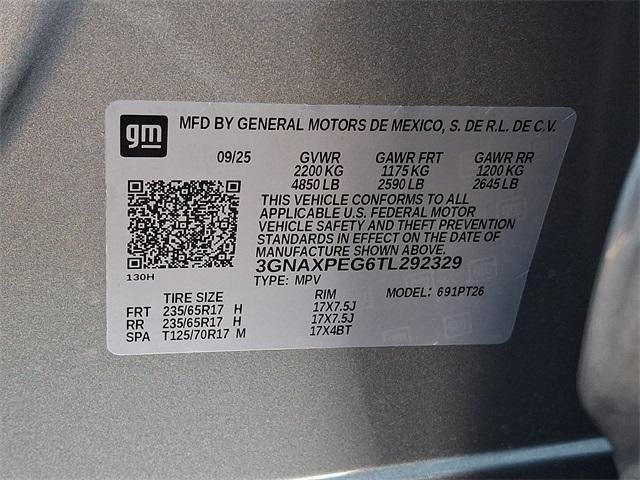 gm MFD BY GENERAL MOTORS DE MEXICO, S. DE R.L. DE C.V.
09/25 GVWR GAWR FRT GAWR RR
2200 KG 1175 KG 1200 KG
4850 LB 2590 LB 2645 LB
THIS VEHICLE CONFORMS TO ALL
APPLICABLE U.S. FEDERAL MOTOR
VEHICLE SAFETY AND THEFT PREVENTION
STANDARDS IN EFFECT ON THE DATE OF
MANUFACTURE SHOWN ABOVE.
3GNAXPEG6TL292329
130H
TYPE: MPV MODEL: 691PT26
TIRE SIZE RIM
FRT 235/65R17 H 17X7.5J
RR 235/65R17 H 17X7.5J
SPA T125/70R17 M 17X4BT